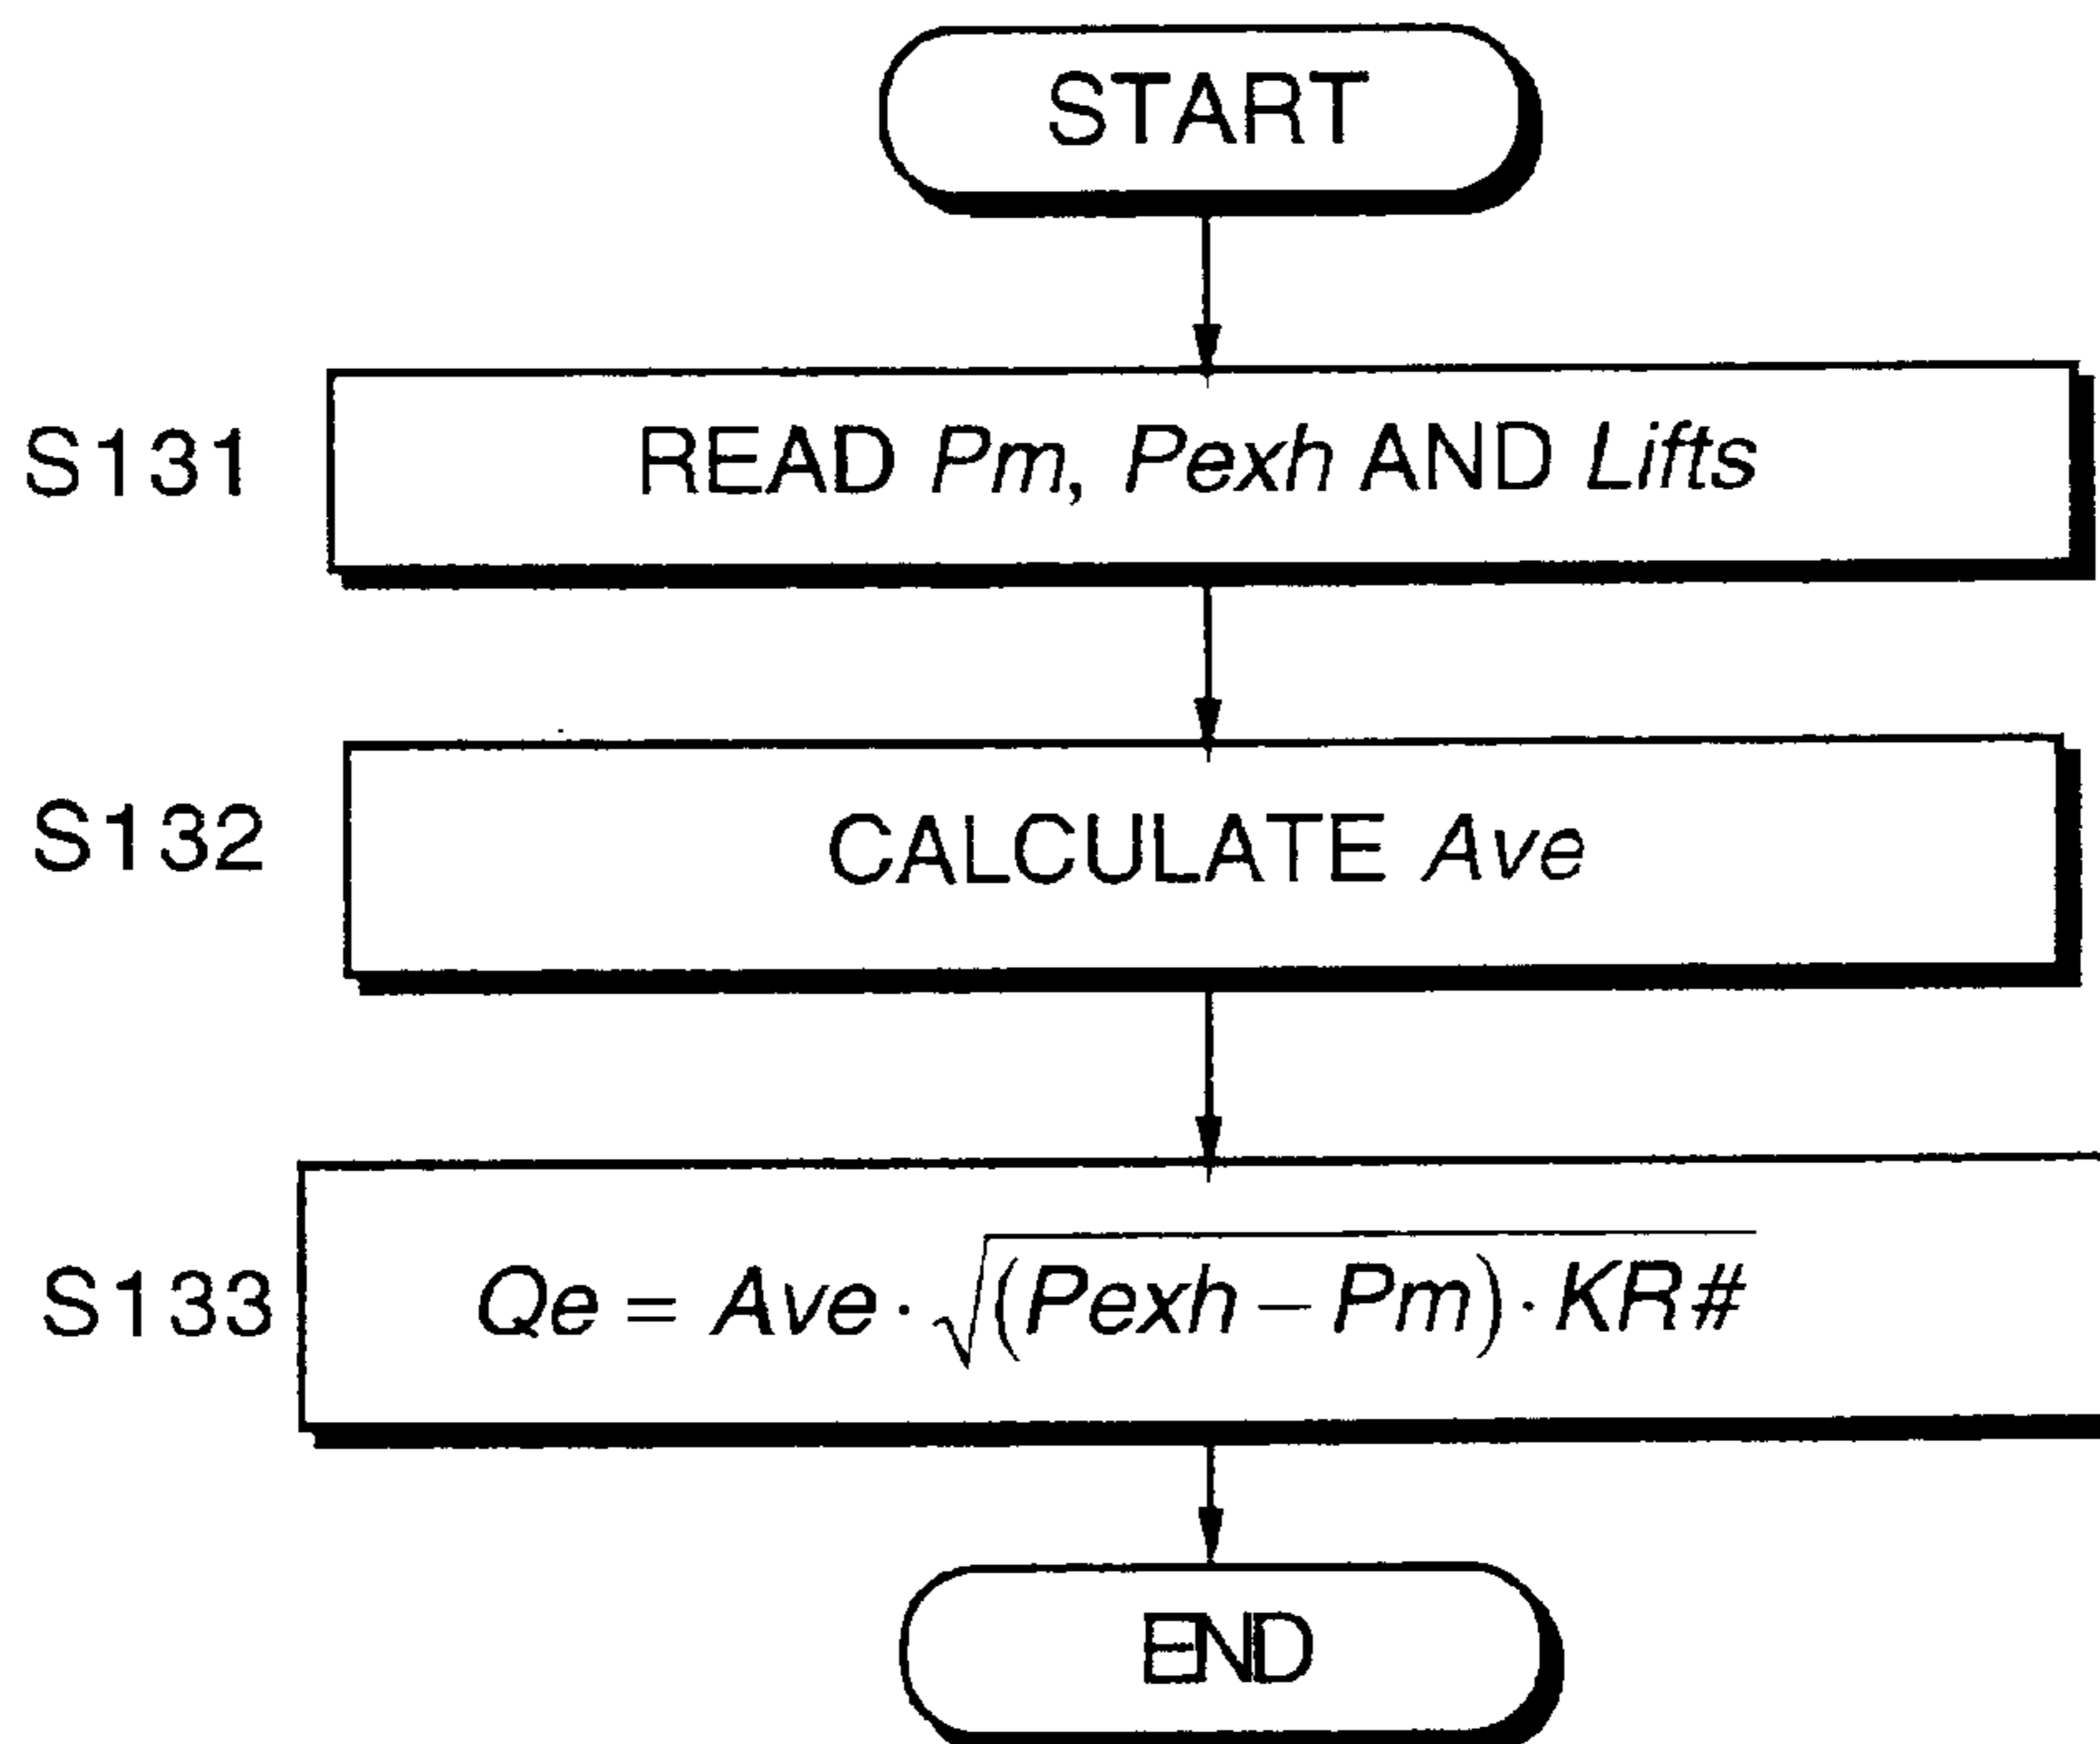 START
S131 READ Pm, Pexh AND Lifts
S132 CALCULATE Ave
S133 Qe = Ave · √(Pexh – Pm) · KR#
END